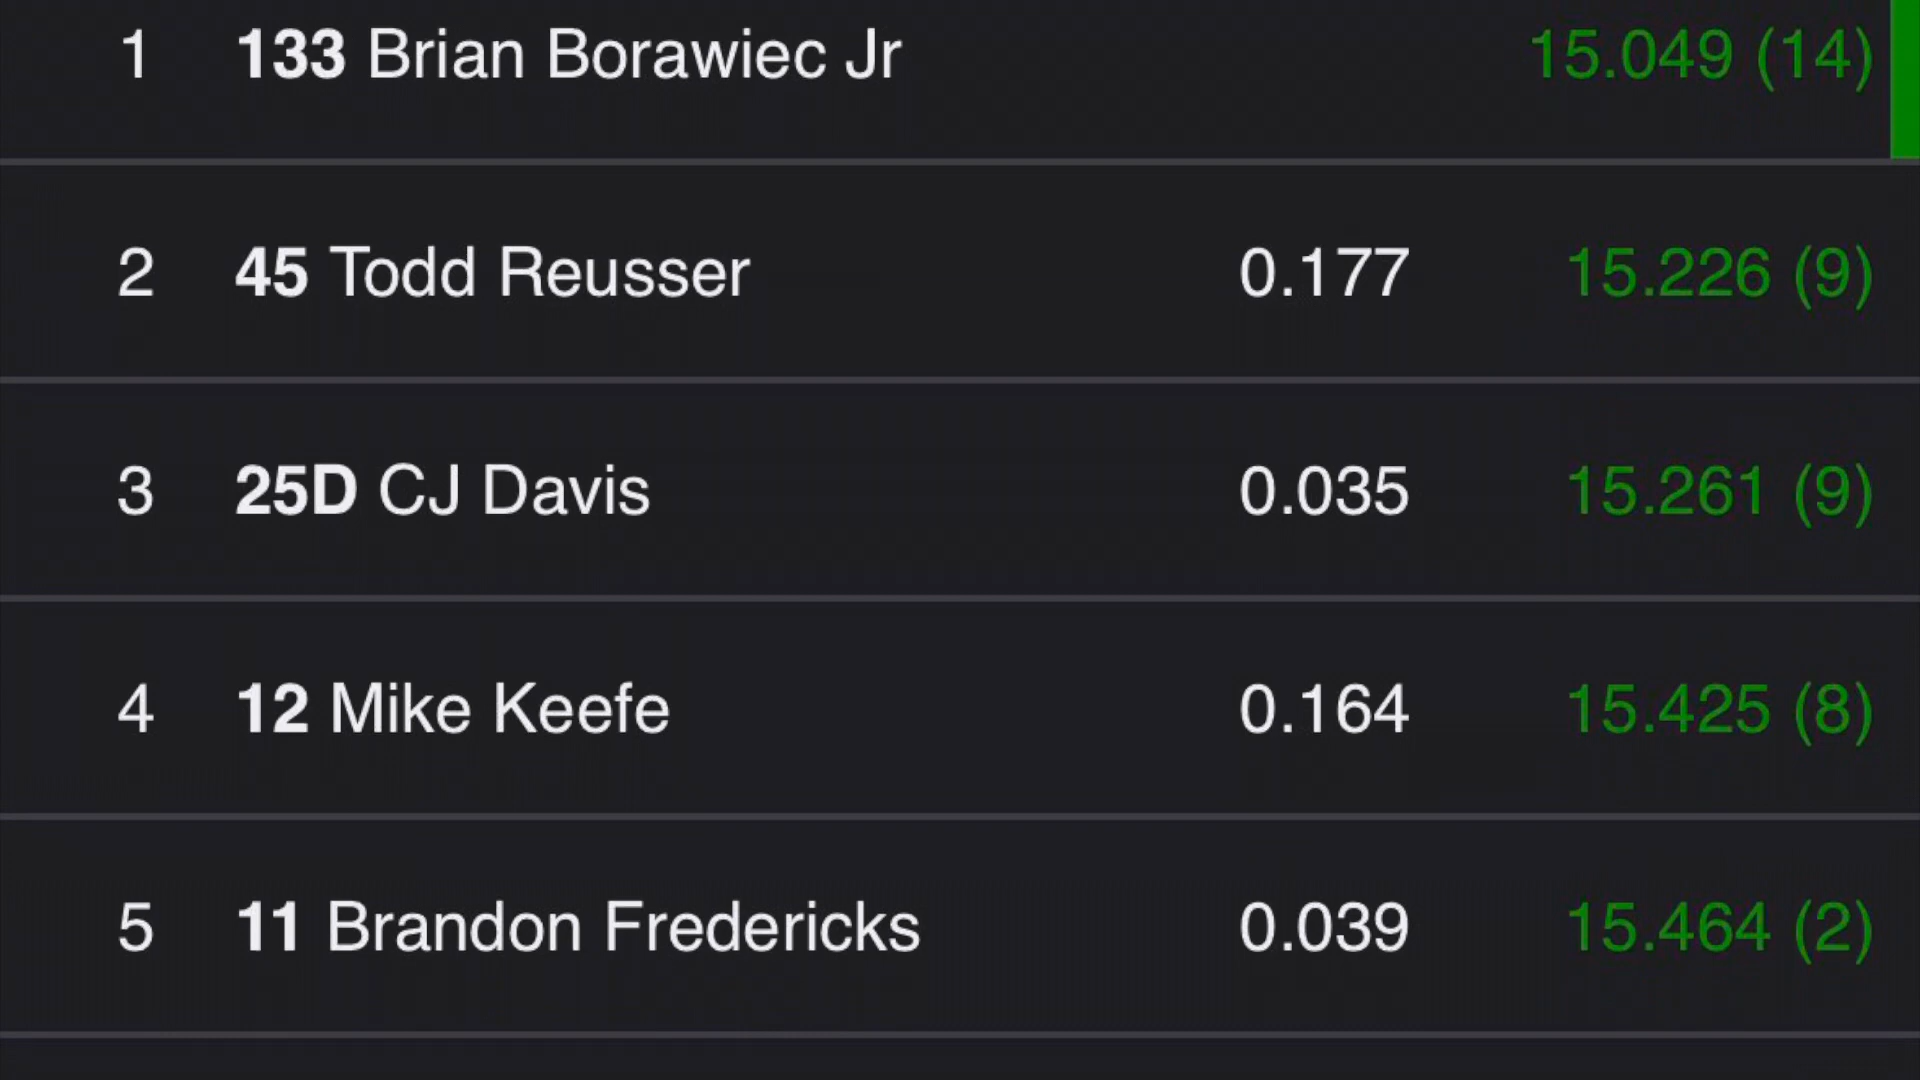 1 133 Brian Borawiec Jr 15.049 (14)
2 45 Todd Reusser 0.177 15.226 (9)
3 25D CJ Davis 0.035 15.261 (9)
4 12 Mike Keefe 0.164 15.425 (8)
5 11 Brandon Fredericks 0.039 15.464 (2)